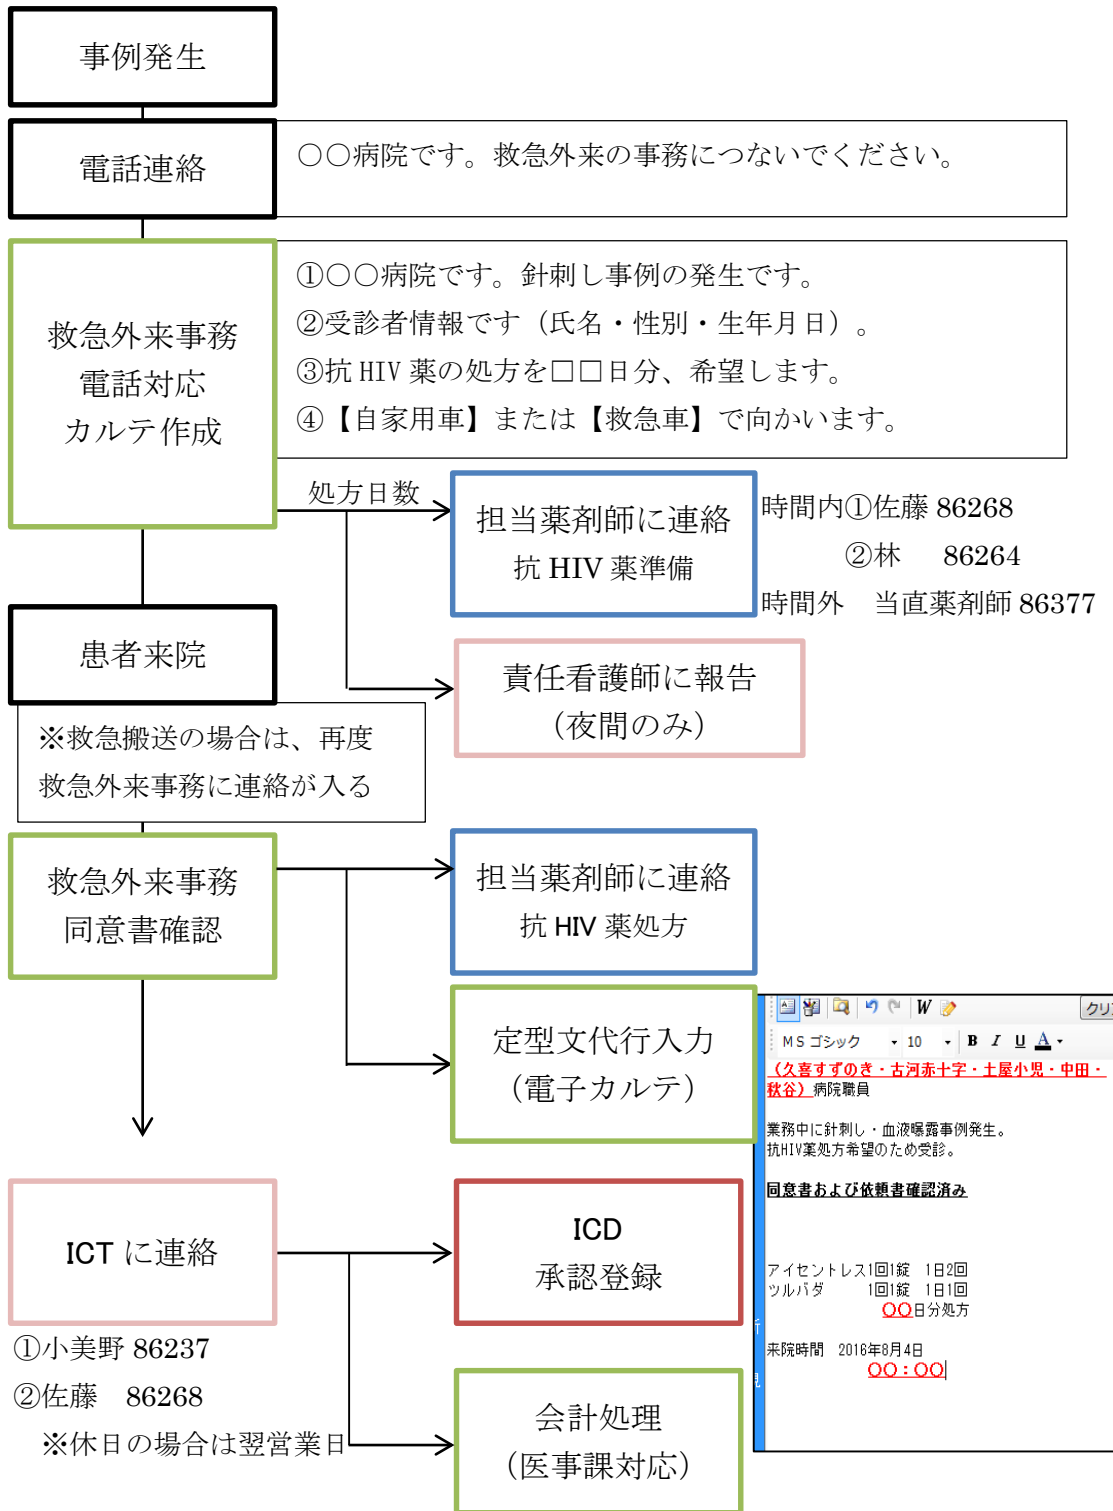 事例発生
電話連絡
〇〇病院です。救急外来の事務につないでください。
救急外来事務
電話対応
カルテ作成
①〇〇病院です。針刺し事例の発生です。
②受診者情報です（氏名・性別・生年月日）。
③抗 HIV 薬の処方を□□日分、希望します。
④【自家用車】または【救急車】で向かいます。
処方日数
担当薬剤師に連絡
抗 HIV 薬準備
時間内①佐藤 86268
②林　86264
時間外　当直薬剤師 86377
責任看護師に報告
（夜間のみ）
患者来院
※救急搬送の場合は、再度
救急外来事務に連絡が入る
救急外来事務
同意書確認
担当薬剤師に連絡
抗 HIV 薬処方
定型文代行入力
（電子カルテ）
W
クリ
MS ゴシック 10 B I U A
（久喜すずのき・古河赤十字・土屋小児・中田・
秋谷）病院職員
業務中に針刺し・血液曝露事例発生。
抗HIV薬処方希望のため受診。
同意書および依頼書確認済み
アイセントレス1回1錠　1日2回
ツルバダ　1回1錠　1日1回
〇〇日分処方
来院時間　2016年8月4日
〇〇：〇〇
ICT に連絡
①小美野 86237
②佐藤　86268
※休日の場合は翌営業日
ICD
承認登録
会計処理
（医事課対応）